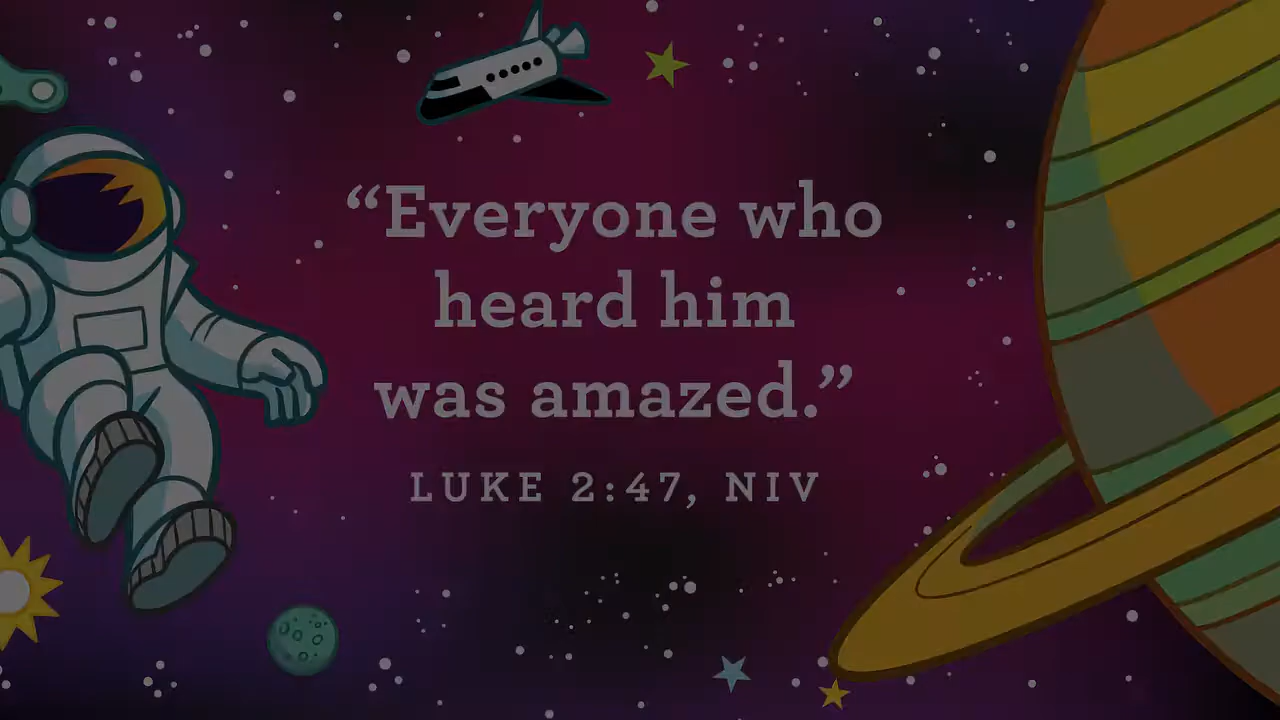 “Everyone who
heard him
was amazed.”
LUKE 2:47, NIV